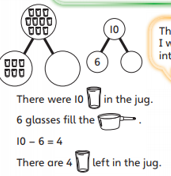 10
6
Th
I w
int
There were 10 in the jug.
6 glasses fill the .
10 − 6 = 4
There are 4 left in the jug.